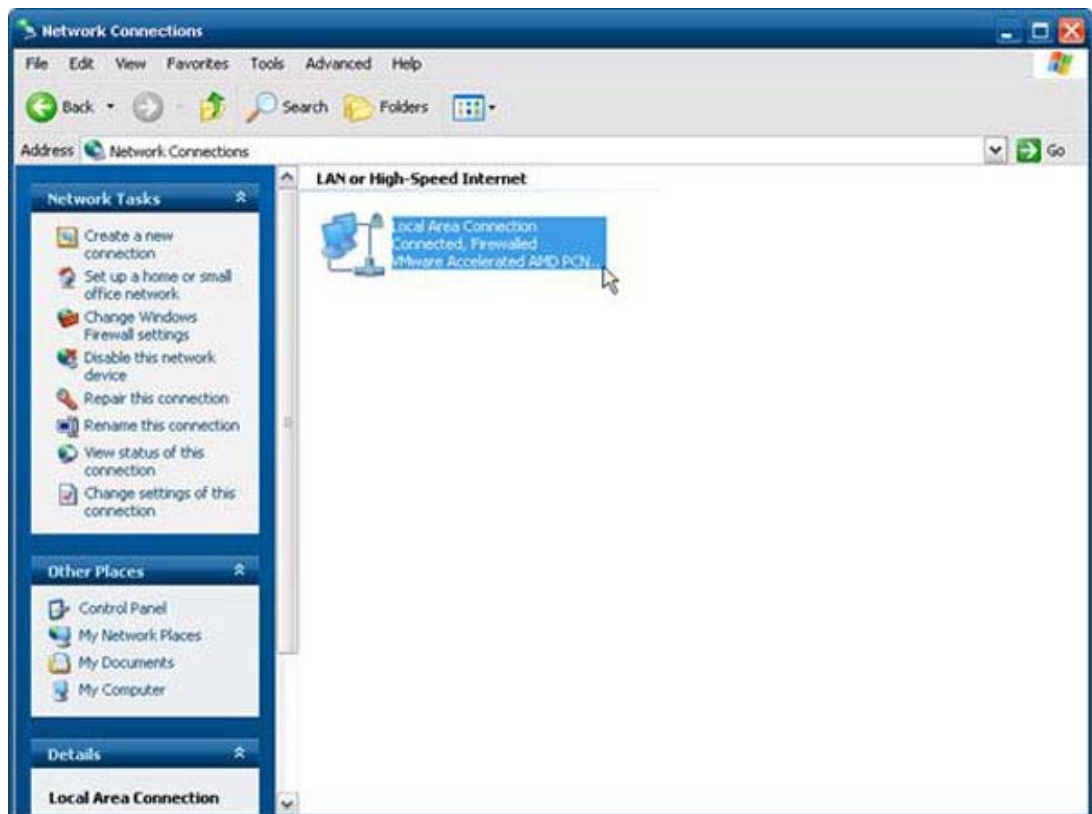 Network Connections
File Edit View Favorites Tools Advanced Help
Back Search Folders
Address Network Connections Go
Network Tasks
Create a new
connection
Set up a home or small
office network
Change Windows
Firewall settings
Disable this network
device
Repair this connection
Rename this connection
View status of this
connection
Change settings of this
connection
Other Places
Control Panel
My Network Places
My Documents
My Computer
Details
Local Area Connection
LAN or High-Speed Internet
Local Area Connection
Connected, Firewalled
VMware Accelerated AMD PCN...